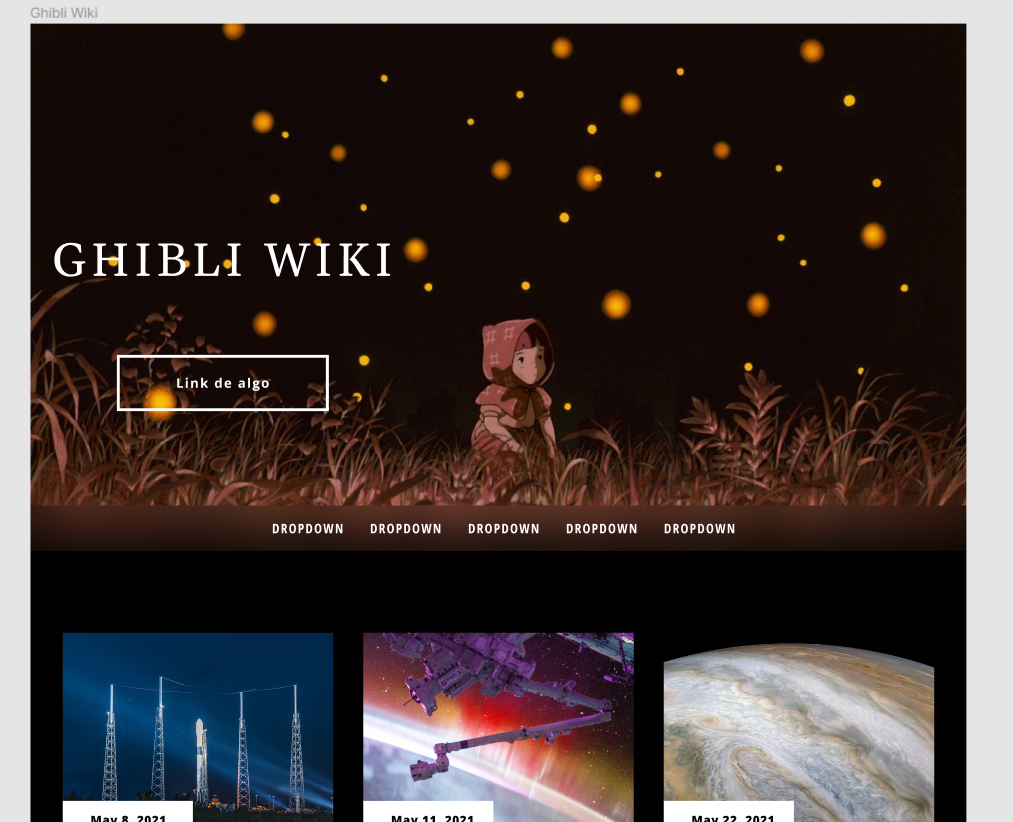 Ghibli Wiki
GHIBLI WIKI
Link de algo
DROPDOWN DROPDOWN DROPDOWN DROPDOWN DROPDOWN
May 8, 2021 May 11, 2021 May 22, 2021